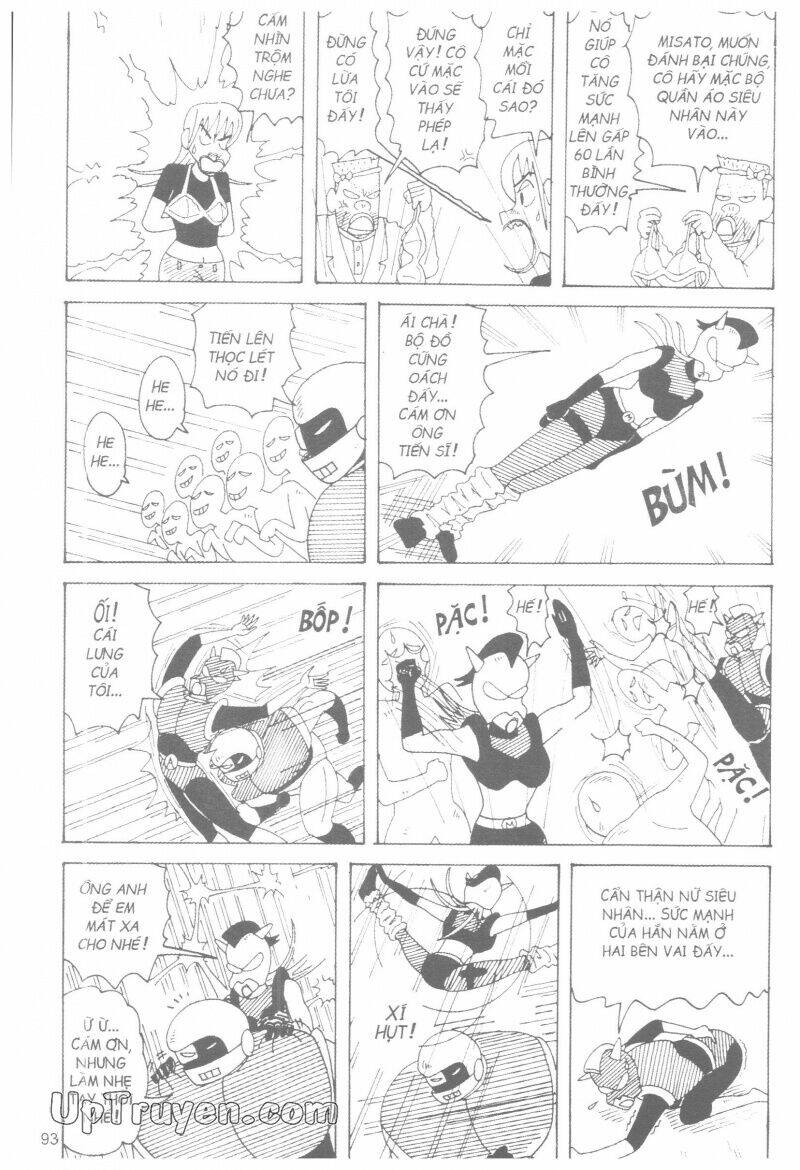 MISATO, MUỐN
ĐÁNH BẠI CHÚNG,
CÔ HÃY MẶC BỘ
QUẦN ÁO SIÊU
NHÂN NÀY
VÀO...
NÓ
GIÚP
CÔ
TĂNG
SỨC
MẠNH
LÊN GẤP
60 LẦN
BÌNH
THƯỜNG
ĐẤY!
CHỈ
MẶC
MỖI
CÁI ĐÓ
SAO?
ĐÚNG
VẬY! CÔ
CỨ MẶC
VÀO SẼ
THẤY
PHÉP
LẠ!
ĐỪNG
CÓ
LỪA
TÔI
ĐẤY!
CẤM
NHÌN
TRỘM
NGHE
CHƯA?
ÁI CHÀ!
BỘ ĐỒ
CŨNG
OÁCH
ĐẤY...
CẢM ƠN
ÔNG
TIẾN SĨ!
BÙM!
TIẾN LÊN
THỌC LÉT
NÓ ĐI!
HE
HE...
HE
HE...
HẾ!
HẾ!
PẶC!
PẶC!
BỐP!
ỐI!
CÁI
LƯNG
CỦA
TÔI...
CẨN THẬN NỮ SIÊU
NHÂN... SỨC MẠNH
CỦA HẮN NẰM Ở
HAI BÊN VAI ĐẤY...
XÍ
HỤT!
ÔNG ANH
ĐỂ EM
MÁT XA
CHO NHÉ!
Ừ Ừ...
CẢM ƠN,
NHƯNG
LÀM NHẸ
TAY THÔI
NHÉ!
UpTruyen.com
93